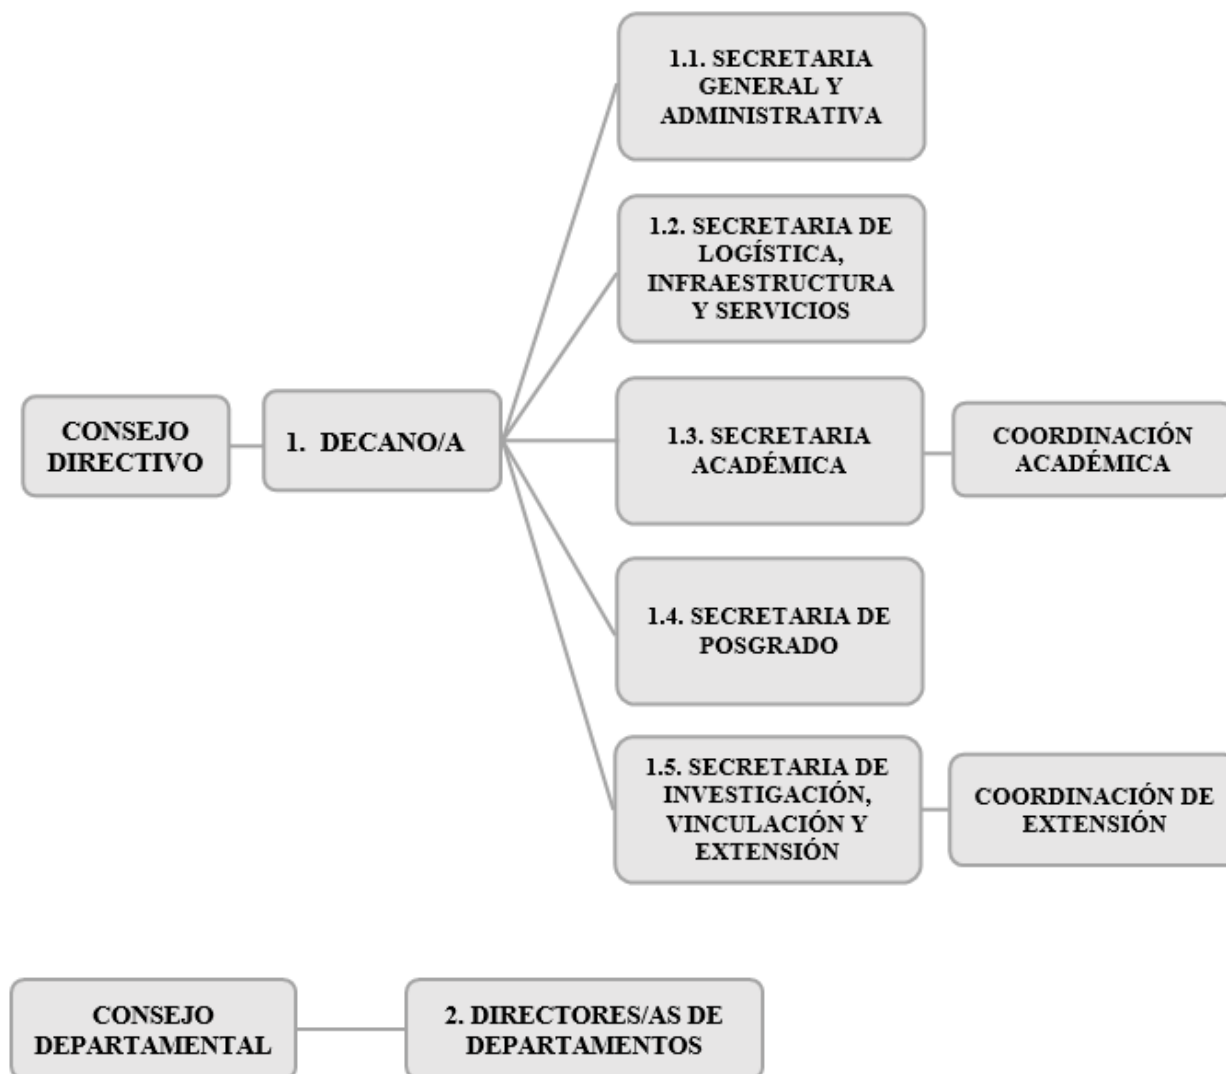 1.1. SECRETARIA
GENERAL Y
ADMINISTRATIVA
1.2. SECRETARIA DE
LOGÍSTICA,
INFRAESTRUCTURA
Y SERVICIOS
CONSEJO
DIRECTIVO
1. DECANO/A
1.3. SECRETARIA
ACADÉMICA
COORDINACIÓN
ACADÉMICA
1.4. SECRETARIA DE
POSGRADO
1.5. SECRETARIA DE
INVESTIGACIÓN,
VINCULACIÓN Y
EXTENSIÓN
COORDINACIÓN DE
EXTENSIÓN
CONSEJO
DEPARTAMENTAL
2. DIRECTORES/AS DE
DEPARTAMENTOS